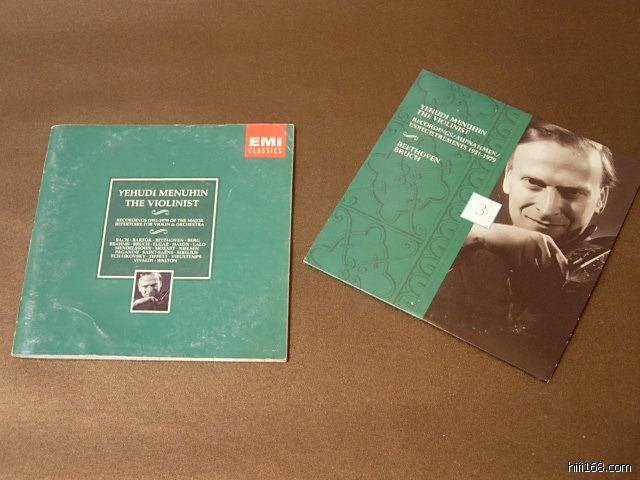 EMI
CLASSICS
YEHUDI MENUHIN
THE VIOLINIST
RECORDINGS (1951-1979) OF THE MAJOR
REPERTOIRE FOR VIOLIN & ORCHESTRA
BACH · BARTÓK · BEETHOVEN · BERG
BRAHMS · BRUCH · ELGAR · HAYDN · LALO
MENDELSSOHN · MOZART · NIELSEN
PAGANINI · SAINT-SAËNS · SIBELIUS
TCHAIKOVSKY · TIPPETT · VIEUXTEMPS
VIVALDI · WALTON
YEHUDI MENUHIN
THE VIOLINIST
RECORDINGS/AUFNAHMEN/
ENREGISTREMENTS 1951-1979
BEETHOVEN
BRUCH
3
hifi168.com